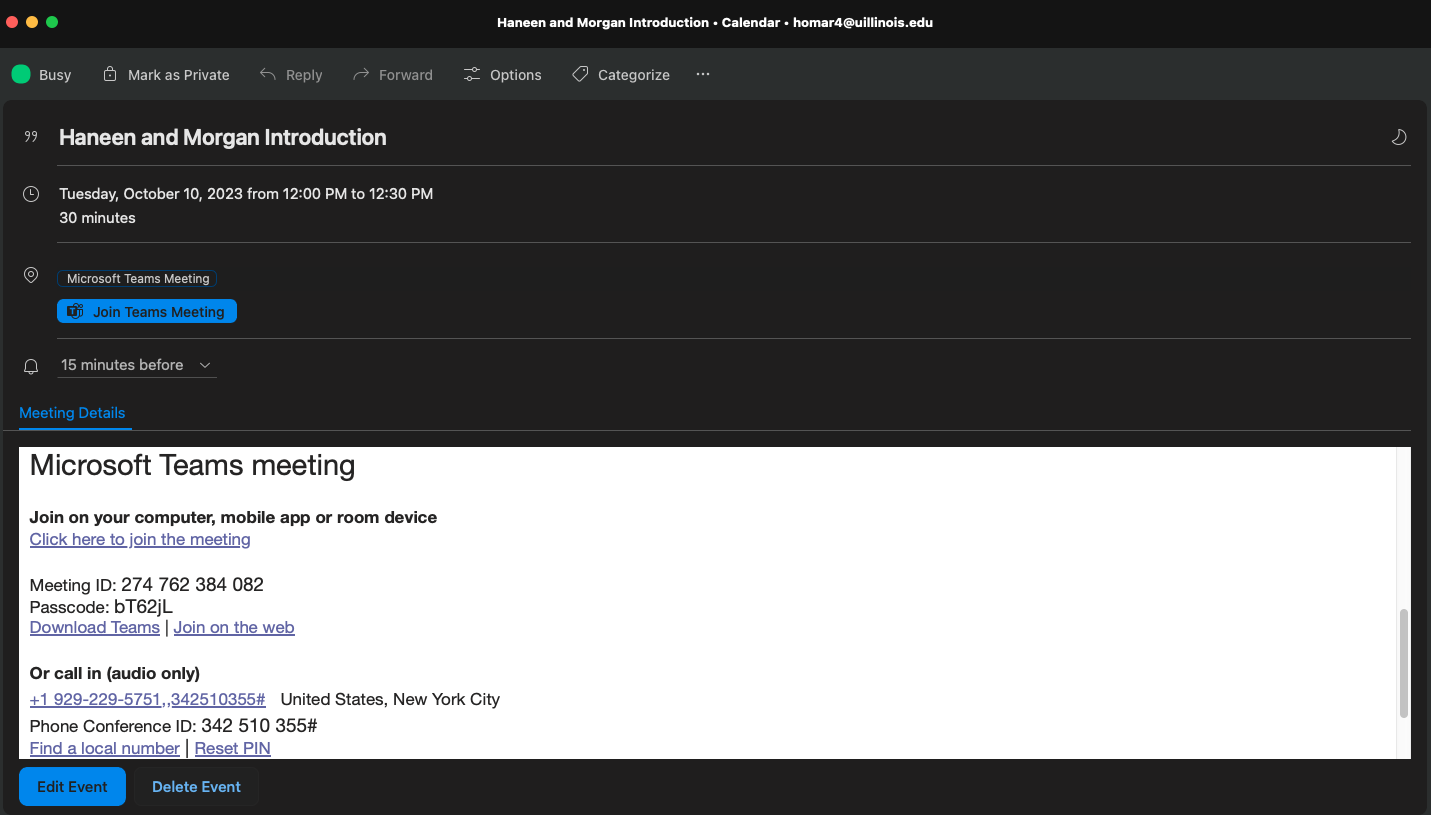 Haneen and Morgan Introduction • Calendar • homar4@uillinois.edu
Busy Mark as Private Reply Forward Options Categorize ...
Haneen and Morgan Introduction
Tuesday, October 10, 2023 from 12:00 PM to 12:30 PM
30 minutes
Microsoft Teams Meeting
Join Teams Meeting
15 minutes before
Meeting Details
Microsoft Teams meeting
Join on your computer, mobile app or room device
Click here to join the meeting
Meeting ID: 274 762 384 082
Passcode: bT62jL
Download Teams | Join on the web
Or call in (audio only)
+1 929-229-5751,,342510355# United States, New York City
Phone Conference ID: 342 510 355#
Find a local number | Reset PIN
Edit Event Delete Event